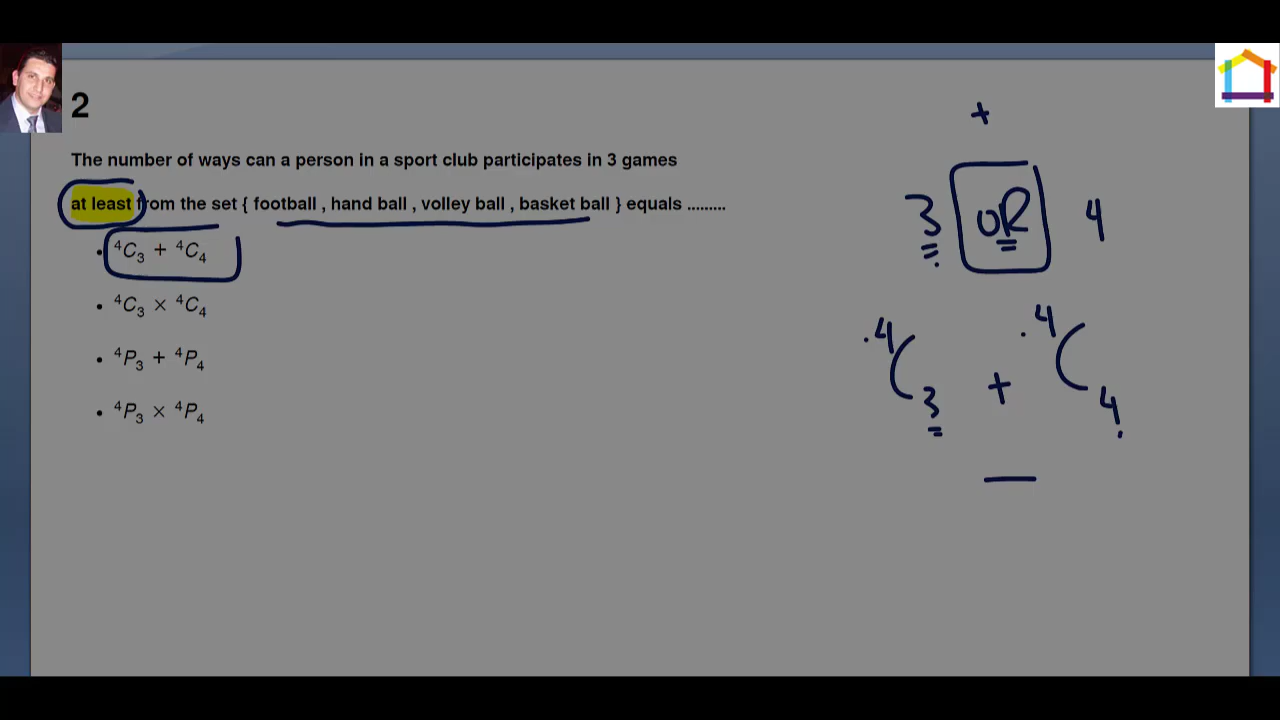 2
The number of ways can a person in a sport club participates in 3 games
at least from the set { football , hand ball , volley ball , basket ball } equals .........
• ⁴C₃ + ⁴C₄
• ⁴C₃ × ⁴C₄
• ⁴P₃ + ⁴P₄
• ⁴P₃ × ⁴P₄
+
3 OR 4
⁴C₃ + ⁴C₄